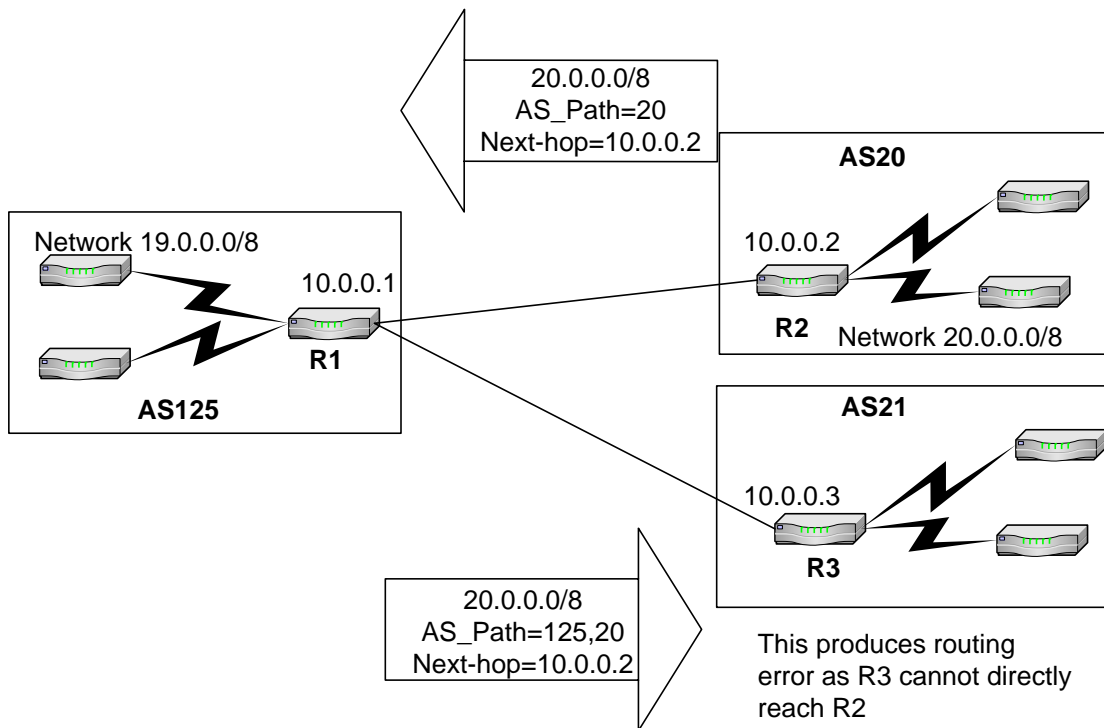 20.0.0.0/8
AS_Path=20
Next-hop=10.0.0.2
AS20
10.0.0.2
R2
Network 20.0.0.0/8
Network 19.0.0.0/8
10.0.0.1
R1
AS125
AS21
10.0.0.3
R3
20.0.0.0/8
AS_Path=125,20
Next-hop=10.0.0.2
This produces routing
error as R3 cannot directly
reach R2